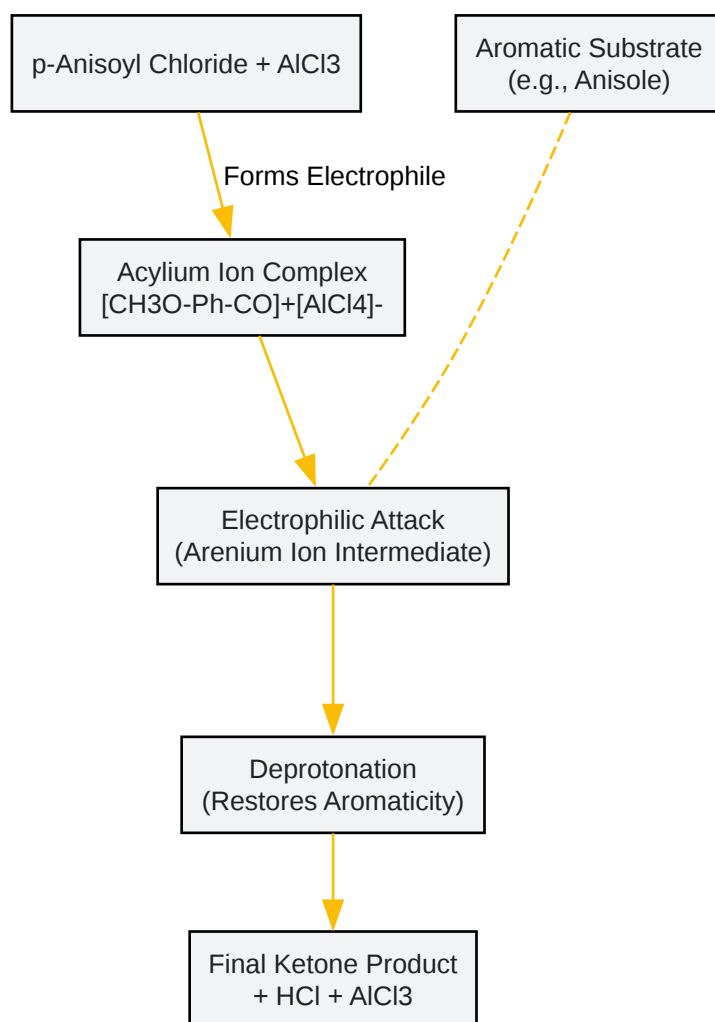 p-Anisoyl Chloride + AlCl3
Aromatic Substrate
(e.g., Anisole)
Forms Electrophile
Acylium Ion Complex
[CH3O-Ph-CO]+[AlCl4]-
Electrophilic Attack
(Arenium Ion Intermediate)
Deprotonation
(Restores Aromaticity)
Final Ketone Product
+ HCl + AlCl3